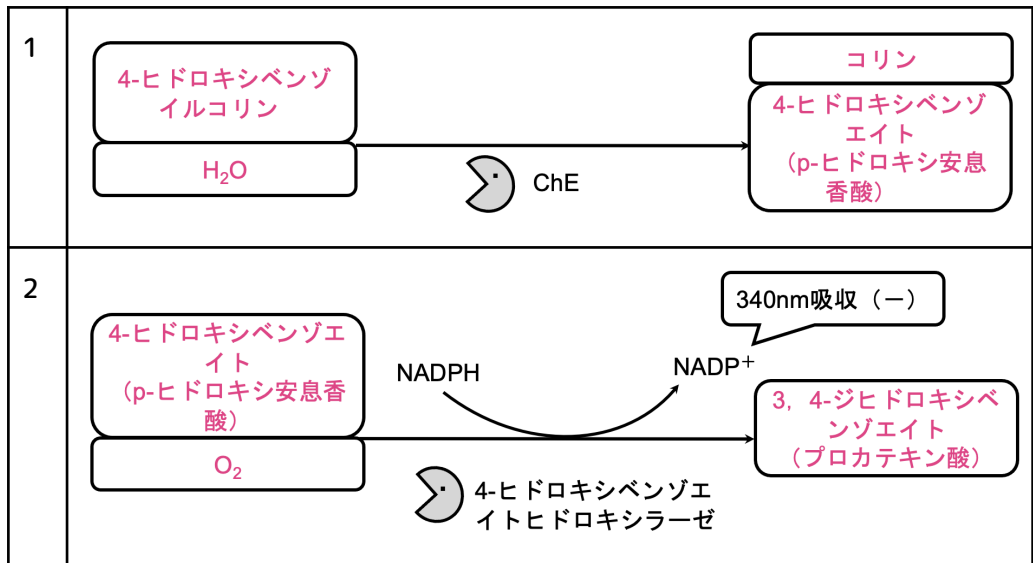 1
4-ヒドロキシベンゾ
イルコリン
H₂O
ChE
コリン
4-ヒドロキシベンゾ
エイト
（p-ヒドロキシ安息
香酸）
2
4-ヒドロキシベンゾエ
イト
（p-ヒドロキシ安息香
酸）
O₂
NADPH
340nm吸収（ー）
NADP⁺
4-ヒドロキシベンゾエ
イトヒドロキシラーゼ
3，4-ジヒドロキシベ
ンゾエイト
（プロカテキン酸）